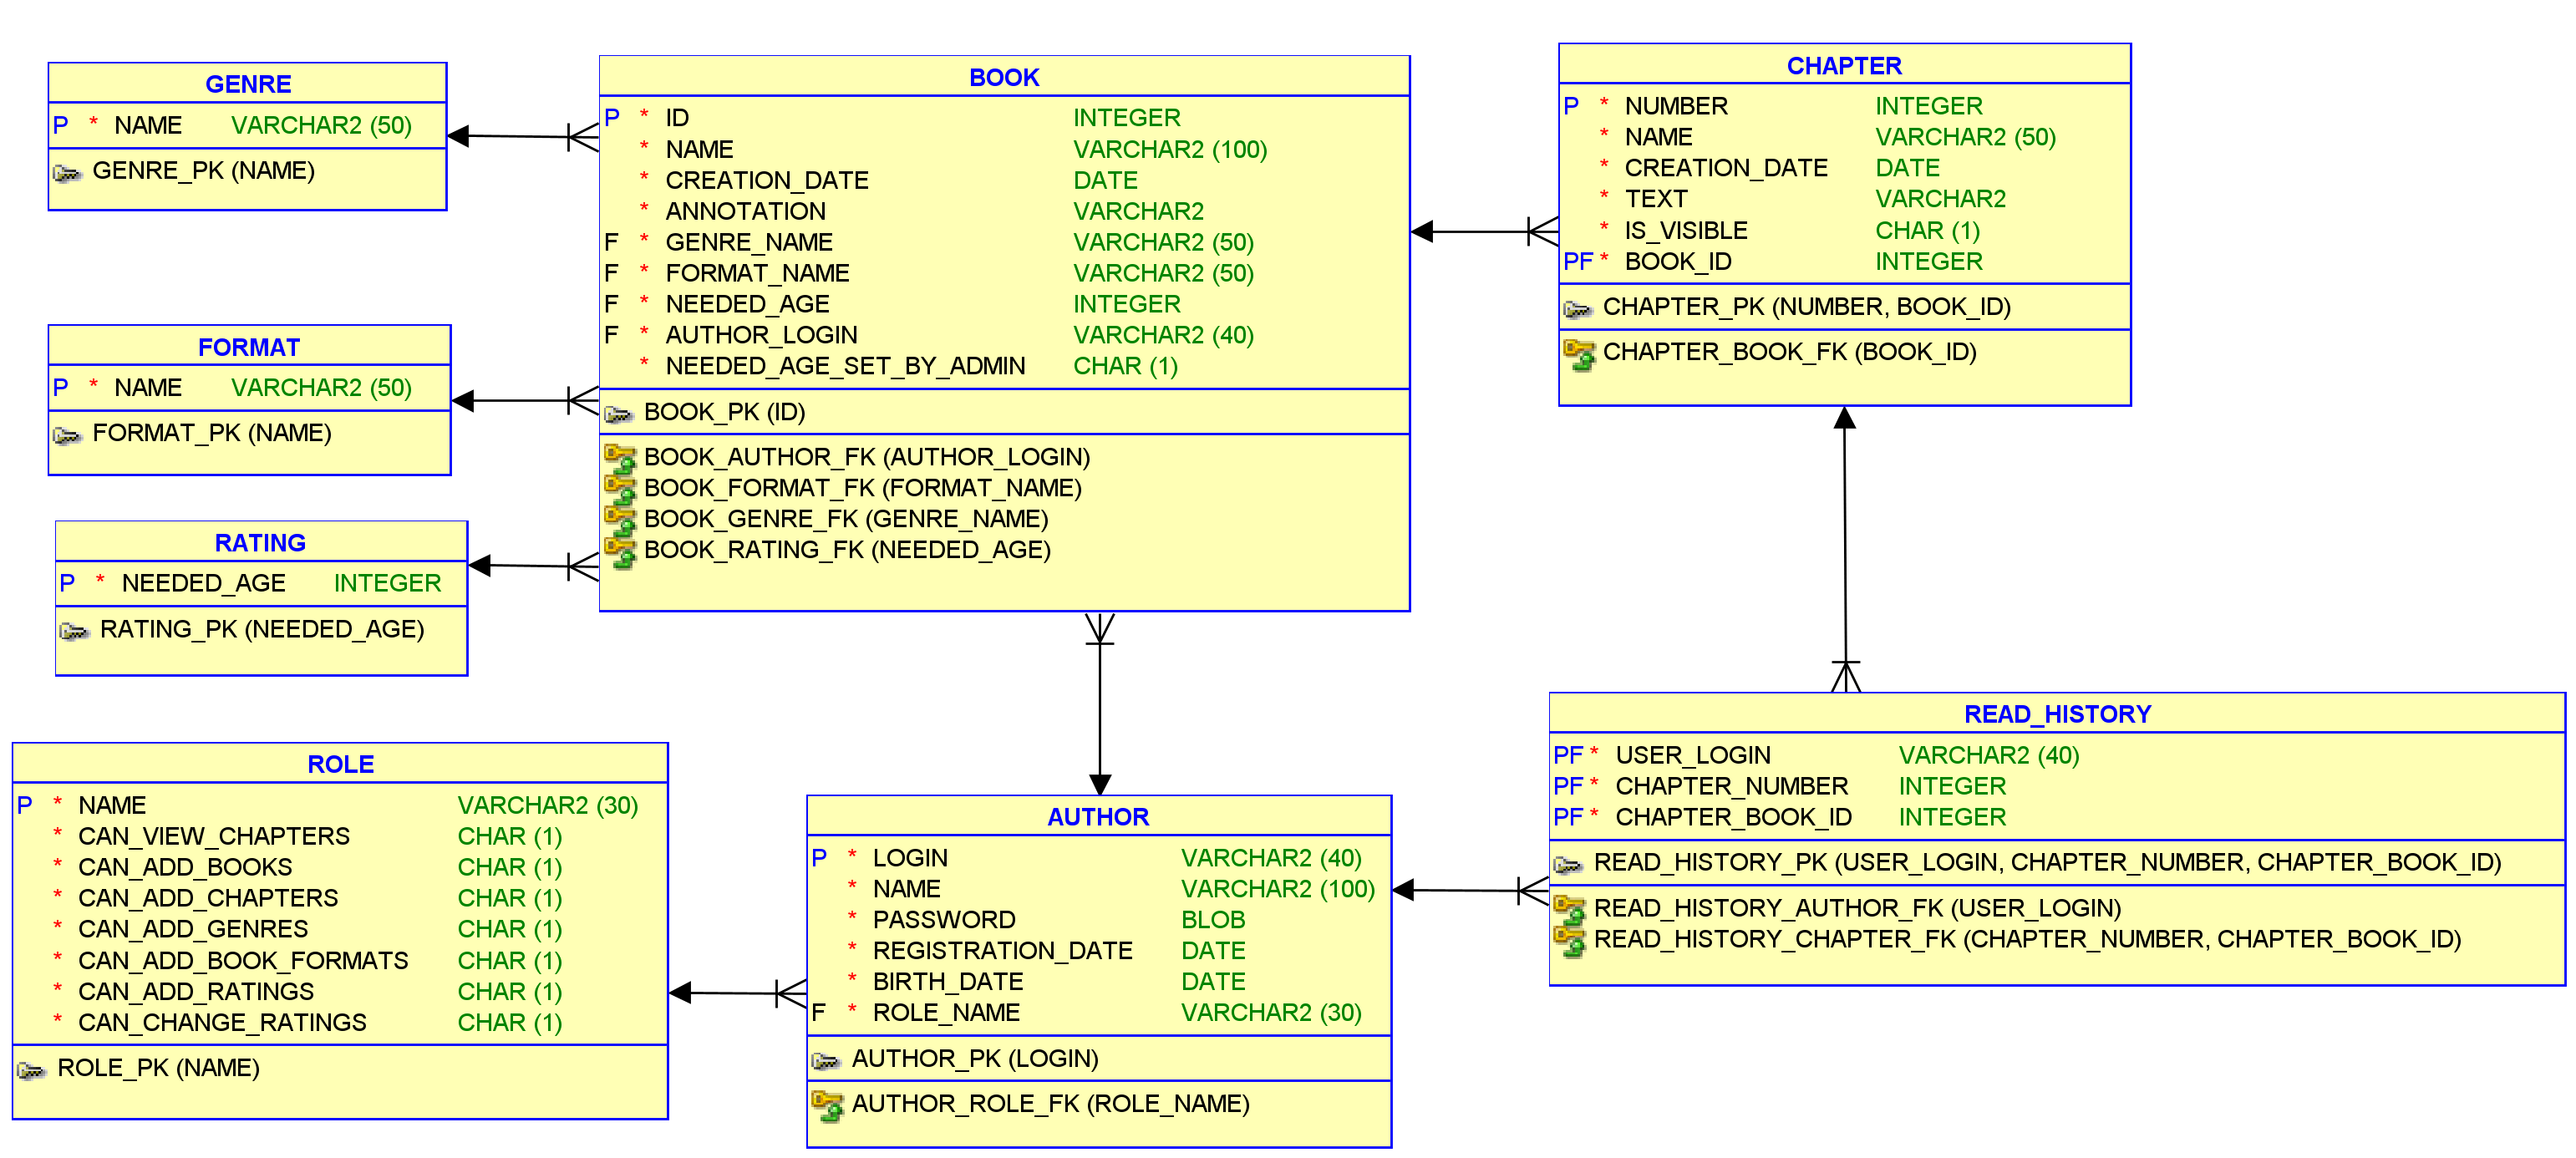 GENRE
P * NAME VARCHAR2 (50)
GENRE_PK (NAME)
FORMAT
P * NAME VARCHAR2 (50)
FORMAT_PK (NAME)
RATING
P * NEEDED_AGE INTEGER
RATING_PK (NEEDED_AGE)
BOOK
P * ID INTEGER
* NAME VARCHAR2 (100)
* CREATION_DATE DATE
* ANNOTATION VARCHAR2
F * GENRE_NAME VARCHAR2 (50)
F * FORMAT_NAME VARCHAR2 (50)
F * NEEDED_AGE INTEGER
F * AUTHOR_LOGIN VARCHAR2 (40)
* NEEDED_AGE_SET_BY_ADMIN CHAR (1)
BOOK_PK (ID)
BOOK_AUTHOR_FK (AUTHOR_LOGIN)
BOOK_FORMAT_FK (FORMAT_NAME)
BOOK_GENRE_FK (GENRE_NAME)
BOOK_RATING_FK (NEEDED_AGE)
CHAPTER
P * NUMBER INTEGER
* NAME VARCHAR2 (50)
* CREATION_DATE DATE
* TEXT VARCHAR2
* IS_VISIBLE CHAR (1)
PF * BOOK_ID INTEGER
CHAPTER_PK (NUMBER, BOOK_ID)
CHAPTER_BOOK_FK (BOOK_ID)
ROLE
P * NAME VARCHAR2 (30)
* CAN_VIEW_CHAPTERS CHAR (1)
* CAN_ADD_BOOKS CHAR (1)
* CAN_ADD_CHAPTERS CHAR (1)
* CAN_ADD_GENRES CHAR (1)
* CAN_ADD_BOOK_FORMATS CHAR (1)
* CAN_ADD_RATINGS CHAR (1)
* CAN_CHANGE_RATINGS CHAR (1)
ROLE_PK (NAME)
AUTHOR
P * LOGIN VARCHAR2 (40)
* NAME VARCHAR2 (100)
* PASSWORD BLOB
* REGISTRATION_DATE DATE
* BIRTH_DATE DATE
F * ROLE_NAME VARCHAR2 (30)
AUTHOR_PK (LOGIN)
AUTHOR_ROLE_FK (ROLE_NAME)
READ_HISTORY
PF * USER_LOGIN VARCHAR2 (40)
PF * CHAPTER_NUMBER INTEGER
PF * CHAPTER_BOOK_ID INTEGER
READ_HISTORY_PK (USER_LOGIN, CHAPTER_NUMBER, CHAPTER_BOOK_ID)
READ_HISTORY_AUTHOR_FK (USER_LOGIN)
READ_HISTORY_CHAPTER_FK (CHAPTER_NUMBER, CHAPTER_BOOK_ID)